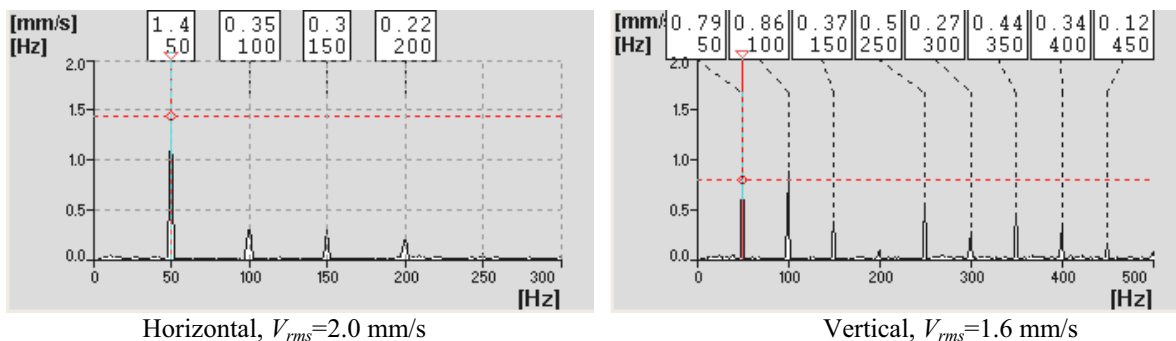 [mm/s] 1.4 0.35 0.3 0.22
[Hz] 50 100 150 200
2.0
1.5
1.0
0.5
0.0
0 50 100 150 200 250 300
[Hz]
Horizontal, Vrms=2.0 mm/s
[mm/s] 0.79 0.86 0.37 0.5 0.27 0.44 0.34 0.12
[Hz] 50 100 150 250 300 350 400 450
2.0
1.5
1.0
0.5
0.0
0 100 200 300 400 500
[Hz]
Vertical, Vrms=1.6 mm/s